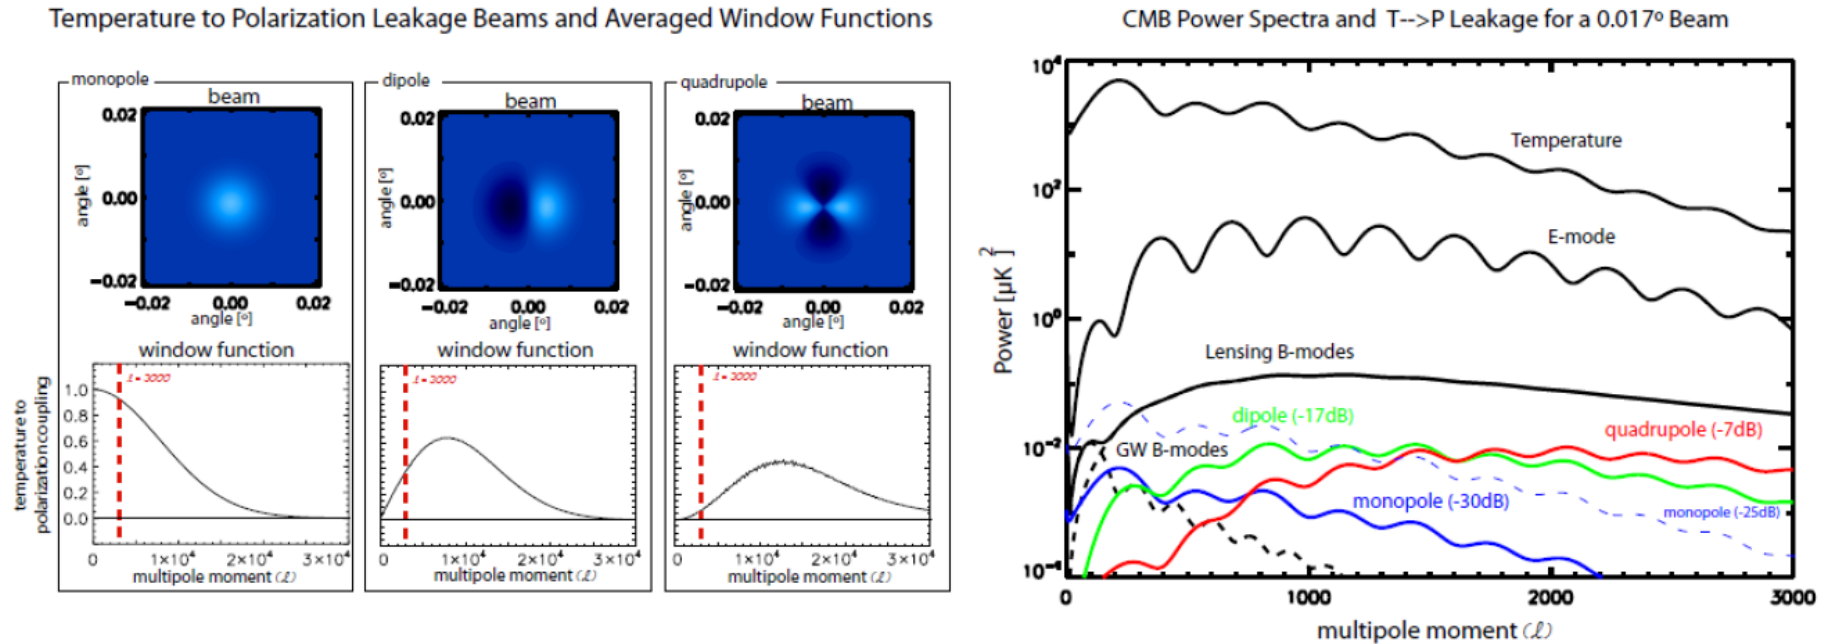 Temperature to Polarization Leakage Beams and Averaged Window Functions
monopole
beam
0.02
0.00
−0.02
angle [º]
−0.02 0.00 0.02
angle [º]
window function
1.0
0.8
0.6
0.4
0.2
0.0
temperature to
polarization coupling
ℓ = 3000
0 1×10⁴ 2×10⁴ 3×10⁴
multipole moment (ℓ)
dipole
beam
0.02
0.00
−0.02
angle [º]
−0.02 0.00 0.02
angle [º]
window function
ℓ = 3000
0 1×10⁴ 2×10⁴ 3×10⁴
multipole moment (ℓ)
quadrupole
beam
0.02
0.00
−0.02
angle [º]
−0.02 0.00 0.02
angle [º]
window function
ℓ = 3000
0 1×10⁴ 2×10⁴ 3×10⁴
multipole moment (ℓ)
CMB Power Spectra and T-->P Leakage for a 0.017º Beam
10⁴
10²
10⁰
10⁻²
10⁻⁴
Power [µK²]
Temperature
E-mode
Lensing B-modes
dipole (-17dB)
quadrupole (-7dB)
GW B-modes
monopole (-30dB)
monopole (-25dB)
0 1000 2000 3000
multipole moment (ℓ)